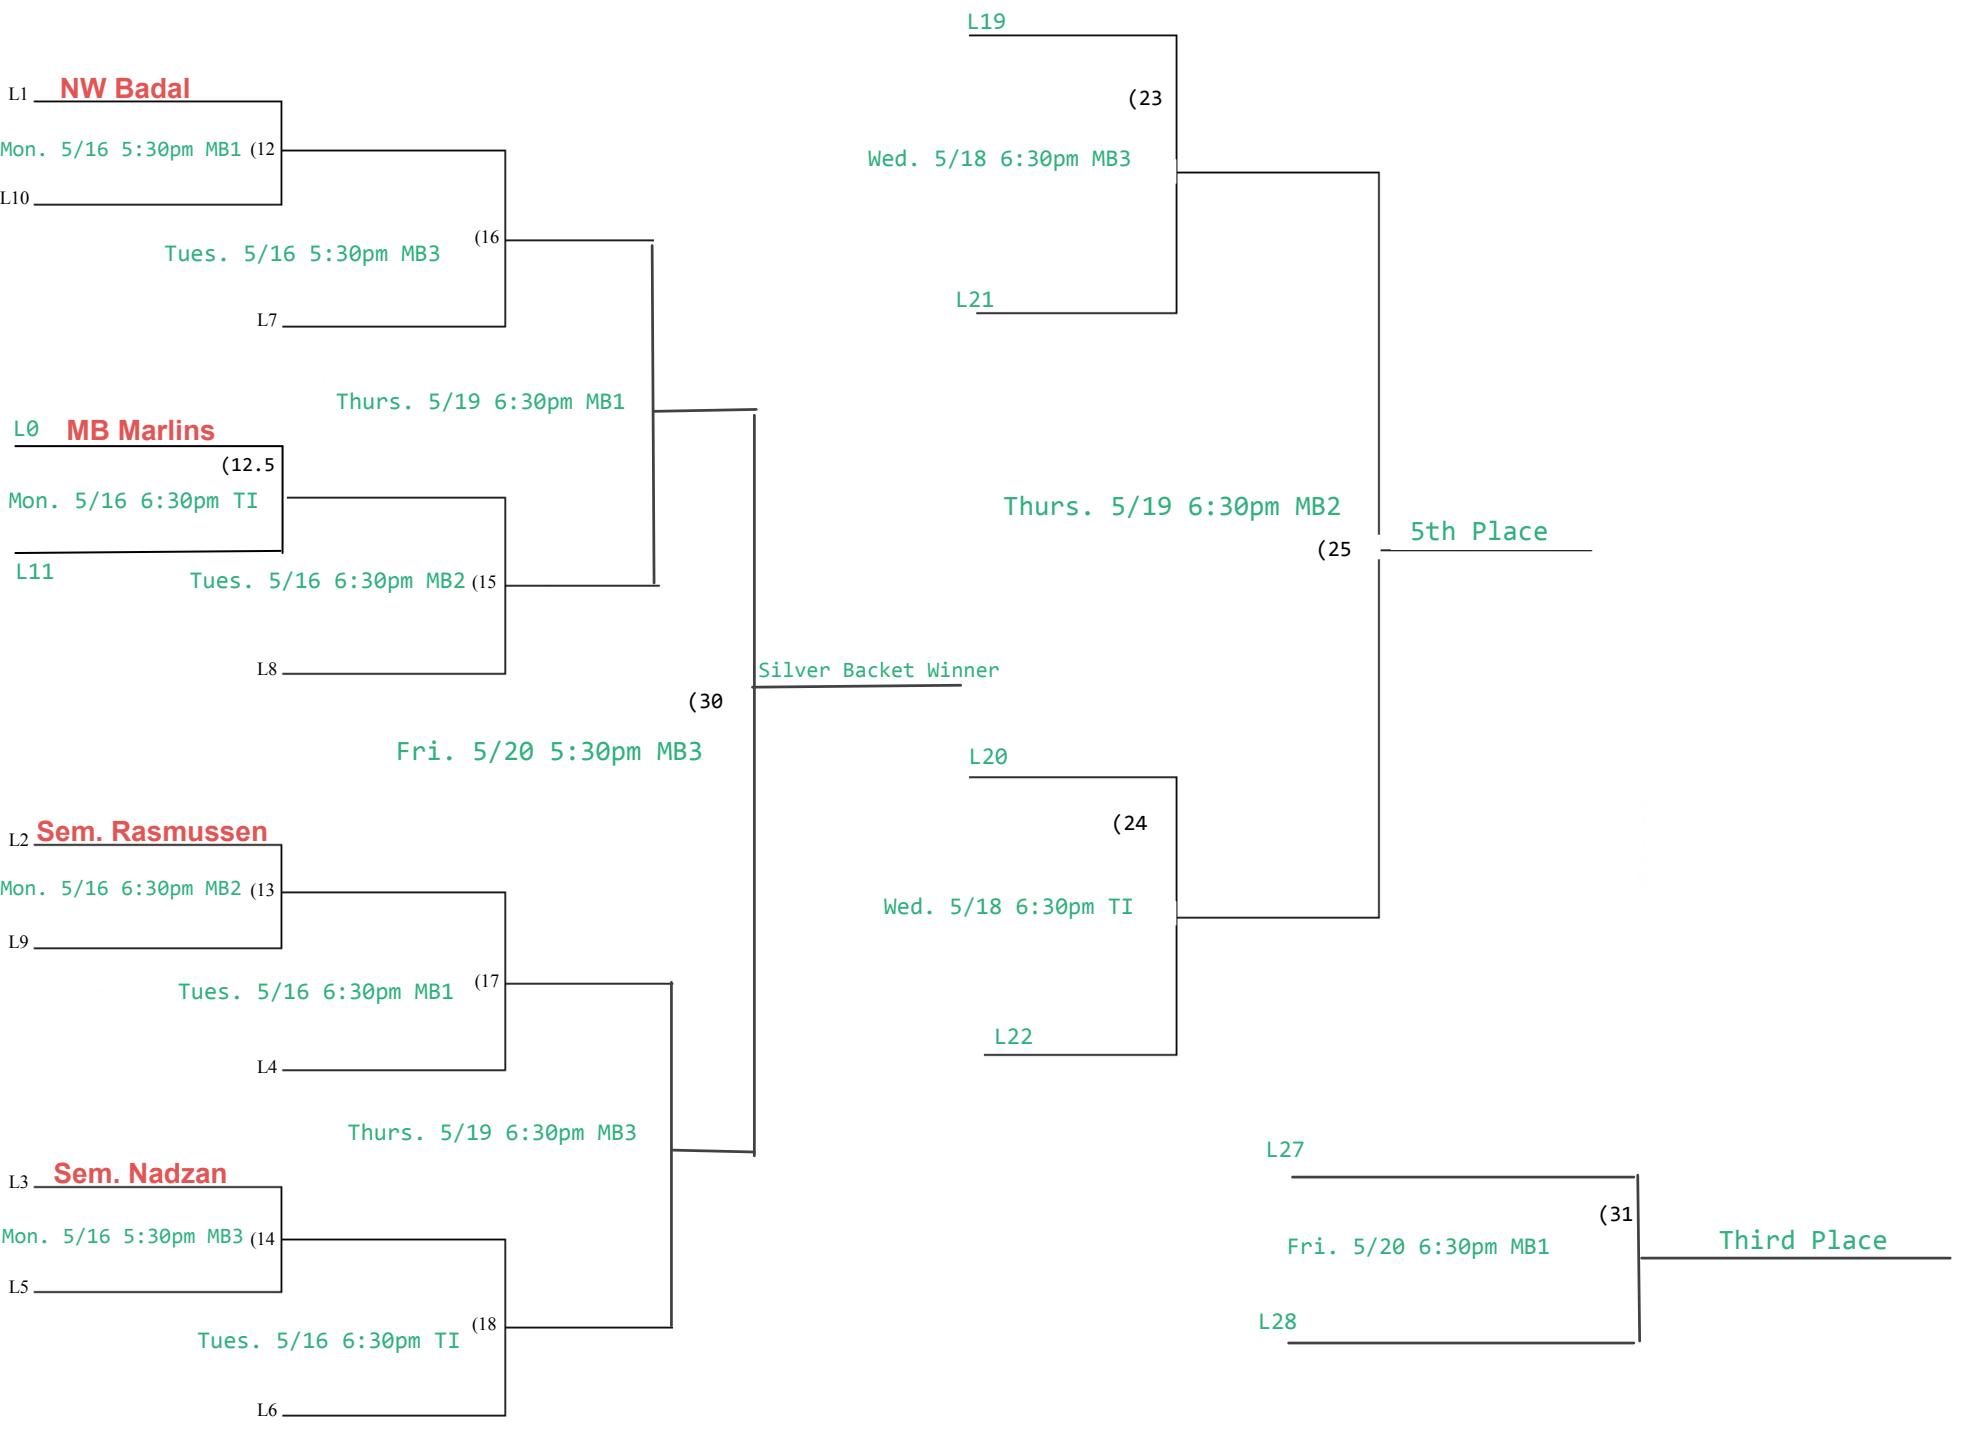 L1 NW Badal
Mon. 5/16 5:30pm MB1 (12
L10
Tues. 5/16 5:30pm MB3 (16
L7
Thurs. 5/19 6:30pm MB1
L0 MB Marlins
(12.5
Mon. 5/16 6:30pm TI
L11
Tues. 5/16 6:30pm MB2 (15
L8
Silver Backet Winner
(30
Fri. 5/20 5:30pm MB3
L2 Sem. Rasmussen
Mon. 5/16 6:30pm MB2 (13
L9
Tues. 5/16 6:30pm MB1 (17
L4
Thurs. 5/19 6:30pm MB3
L3 Sem. Nadzan
Mon. 5/16 5:30pm MB3 (14
L5
Tues. 5/16 6:30pm TI (18
L6
L19
(23
Wed. 5/18 6:30pm MB3
L21
Thurs. 5/19 6:30pm MB2
(25
5th Place
L20
(24
Wed. 5/18 6:30pm TI
L22
L27
(31
Fri. 5/20 6:30pm MB1
Third Place
L28